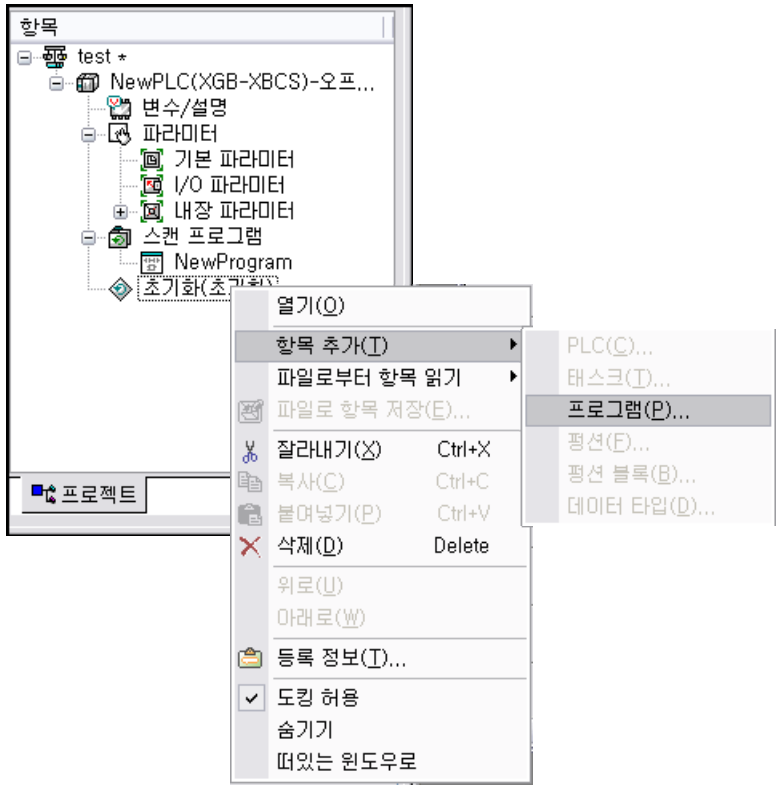 항목
test *
NewPLC(XGB-XBCS)-오프...
변수/설명
파라미터
기본 파라미터
I/O 파라미터
내장 파라미터
스캔 프로그램
NewProgram
초기화(초기화)
열기(O)
항목 추가(T)
파일로부터 항목 읽기
파일로 항목 저장(E)...
잘라내기(X) Ctrl+X
복사(C) Ctrl+C
붙여넣기(P) Ctrl+V
삭제(D) Delete
위로(U)
아래로(W)
등록 정보(T)...
도킹 허용
숨기기
떠있는 윈도우로
PLC(C)...
태스크(T)...
프로그램(P)...
펑션(F)...
펑션 블록(B)...
데이터 타입(D)...
프로젝트